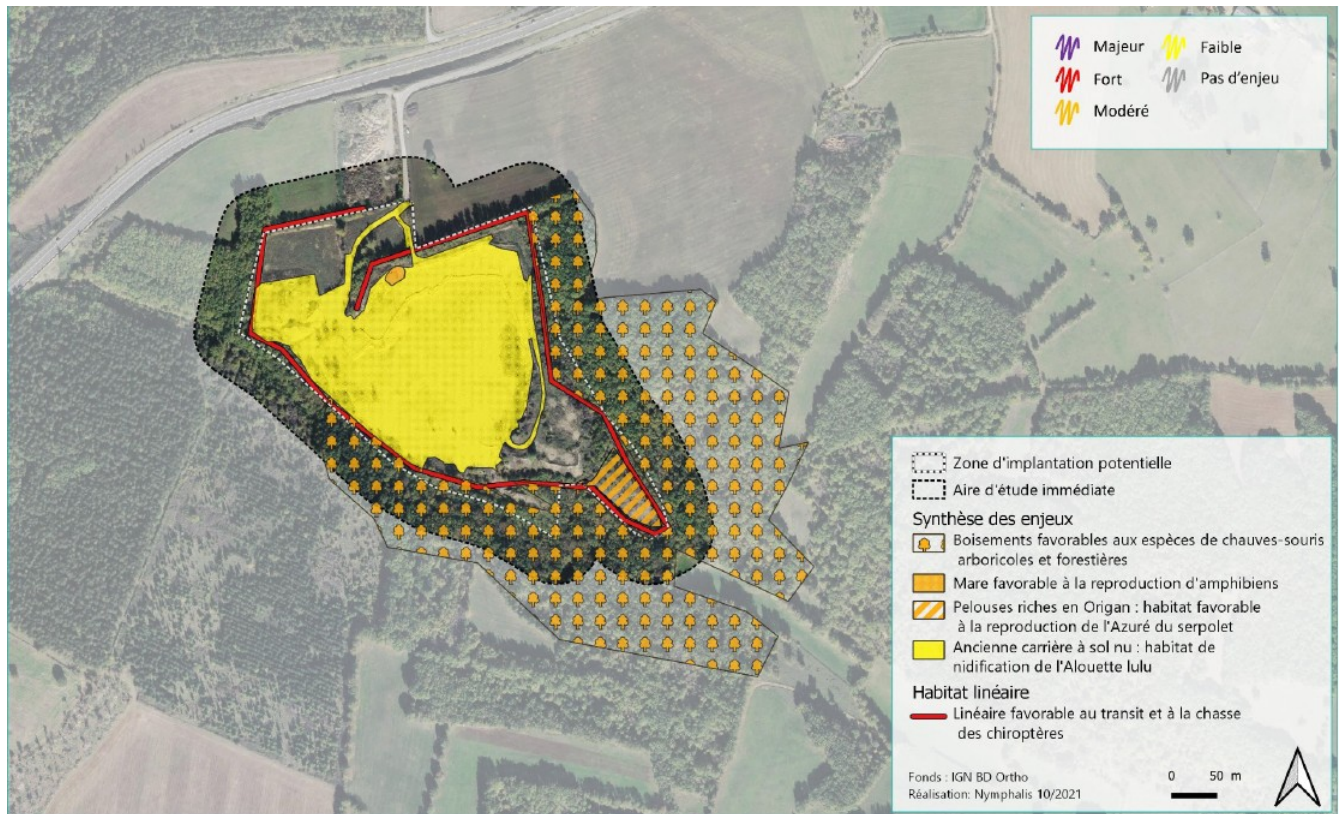 Majeur
Faible
Fort
Pas d'enjeu
Modéré
Zone d'implantation potentielle
Aire d'étude immédiate
Synthèse des enjeux
Boisements favorables aux espèces de chauves-souris
arboricoles et forestières
Mare favorable à la reproduction d'amphibiens
Pelouses riches en Origan : habitat favorable
à la reproduction de l'Azuré du serpolet
Ancienne carrière à sol nu : habitat de
nidification de l'Alouette lulu
Habitat linéaire
Linéaire favorable au transit et à la chasse
des chiroptères
Fonds : IGN BD Ortho
Réalisation: Nymphalis 10/2021
0 50 m